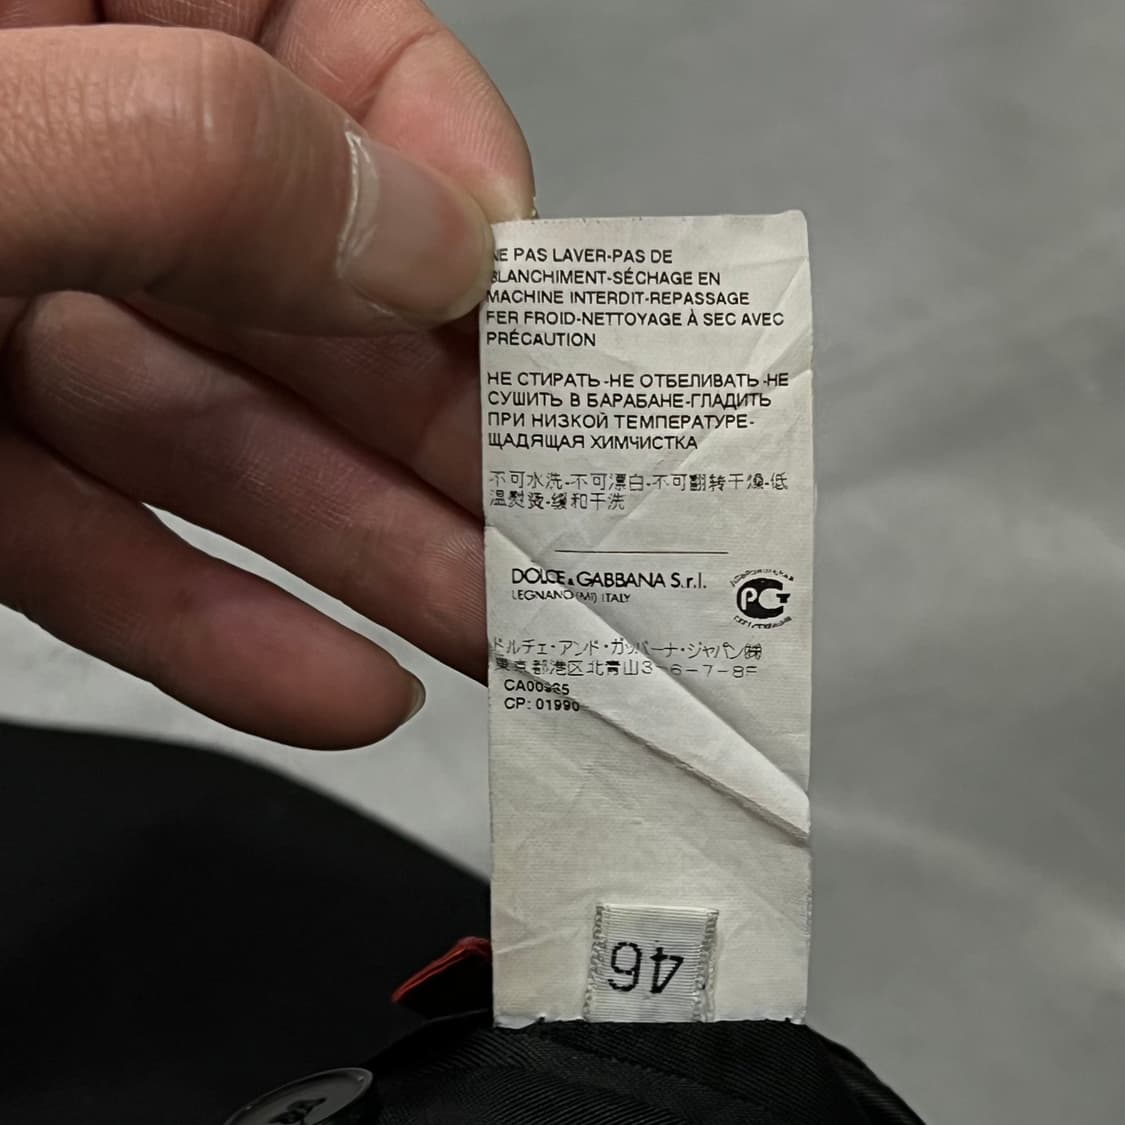 NE PAS LAVER-PAS DE
BLANCHIMENT-SÉCHAGE EN
MACHINE INTERDIT-REPASSAGE
FER FROID-NETTOYAGE À SEC AVEC
PRÉCAUTION
НЕ СТИРАТЬ-НЕ ОТБЕЛИВАТЬ-НЕ
СУШИТЬ В БАРАБАНЕ-ГЛАДИТЬ
ПРИ НИЗКОЙ ТЕМПЕРАТУРЕ-
ЩАДЯЩАЯ ХИМЧИСТКА
不可水洗-不可漂白-不可翻转干燥-低
温熨烫-缓和干洗
DOLCE & GABBANA S.r.l.
LEGNANO (MI) ITALY
РСТ
ドルチェ・アンド・ガッバーナ・ジャパン㈱
東京都港区北青山3-6-7-8F
CP: 01990
46